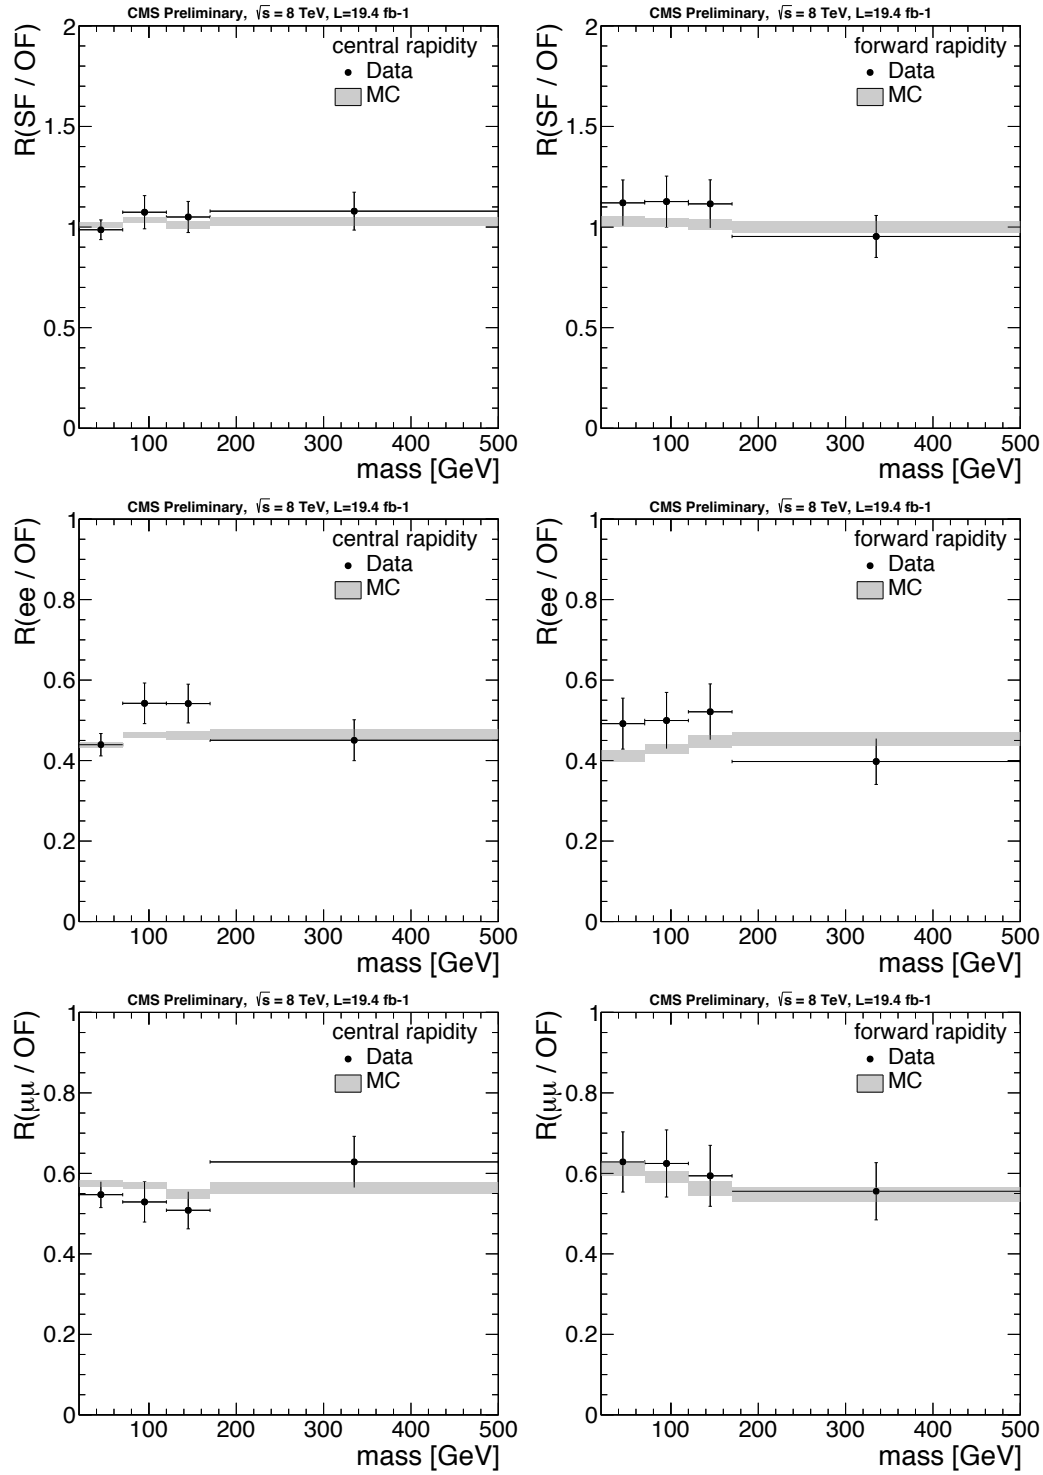 CMS Preliminary, √s = 8 TeV, L=19.4 fb-1
R(SF / OF)
central rapidity
Data
MC
2
1.5
1
0.5
0
100 200 300 400 500
mass [GeV]
CMS Preliminary, √s = 8 TeV, L=19.4 fb-1
R(SF / OF)
forward rapidity
Data
MC
2
1.5
1
0.5
0
100 200 300 400 500
mass [GeV]
CMS Preliminary, √s = 8 TeV, L=19.4 fb-1
R(ee / OF)
central rapidity
Data
MC
1
0.8
0.6
0.4
0.2
0
100 200 300 400 500
mass [GeV]
CMS Preliminary, √s = 8 TeV, L=19.4 fb-1
R(ee / OF)
forward rapidity
Data
MC
1
0.8
0.6
0.4
0.2
0
100 200 300 400 500
mass [GeV]
CMS Preliminary, √s = 8 TeV, L=19.4 fb-1
R(μμ / OF)
central rapidity
Data
MC
1
0.8
0.6
0.4
0.2
0
100 200 300 400 500
mass [GeV]
CMS Preliminary, √s = 8 TeV, L=19.4 fb-1
R(μμ / OF)
forward rapidity
Data
MC
1
0.8
0.6
0.4
0.2
0
100 200 300 400 500
mass [GeV]